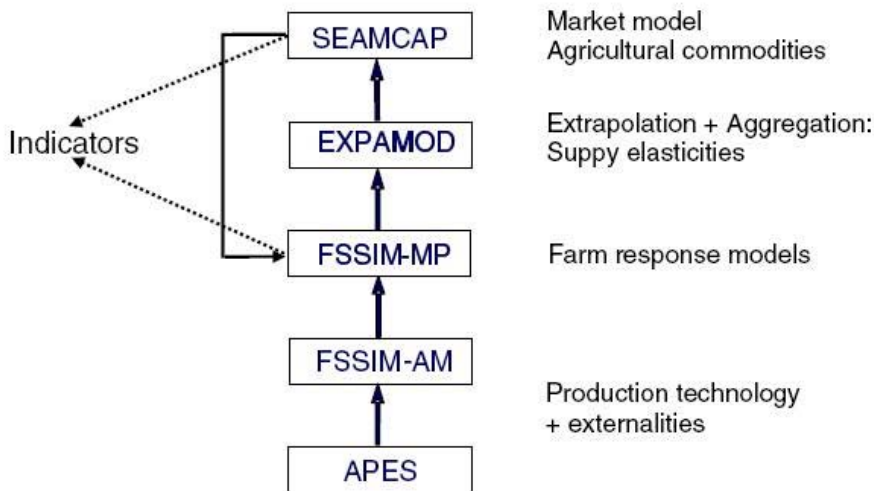 SEAMCAP
Market model
Agricultural commodities
Indicators
EXPAMOD
Extrapolation + Aggregation:
Suppy elasticities
FSSIM-MP
Farm response models
FSSIM-AM
Production technology
+ externalities
APES